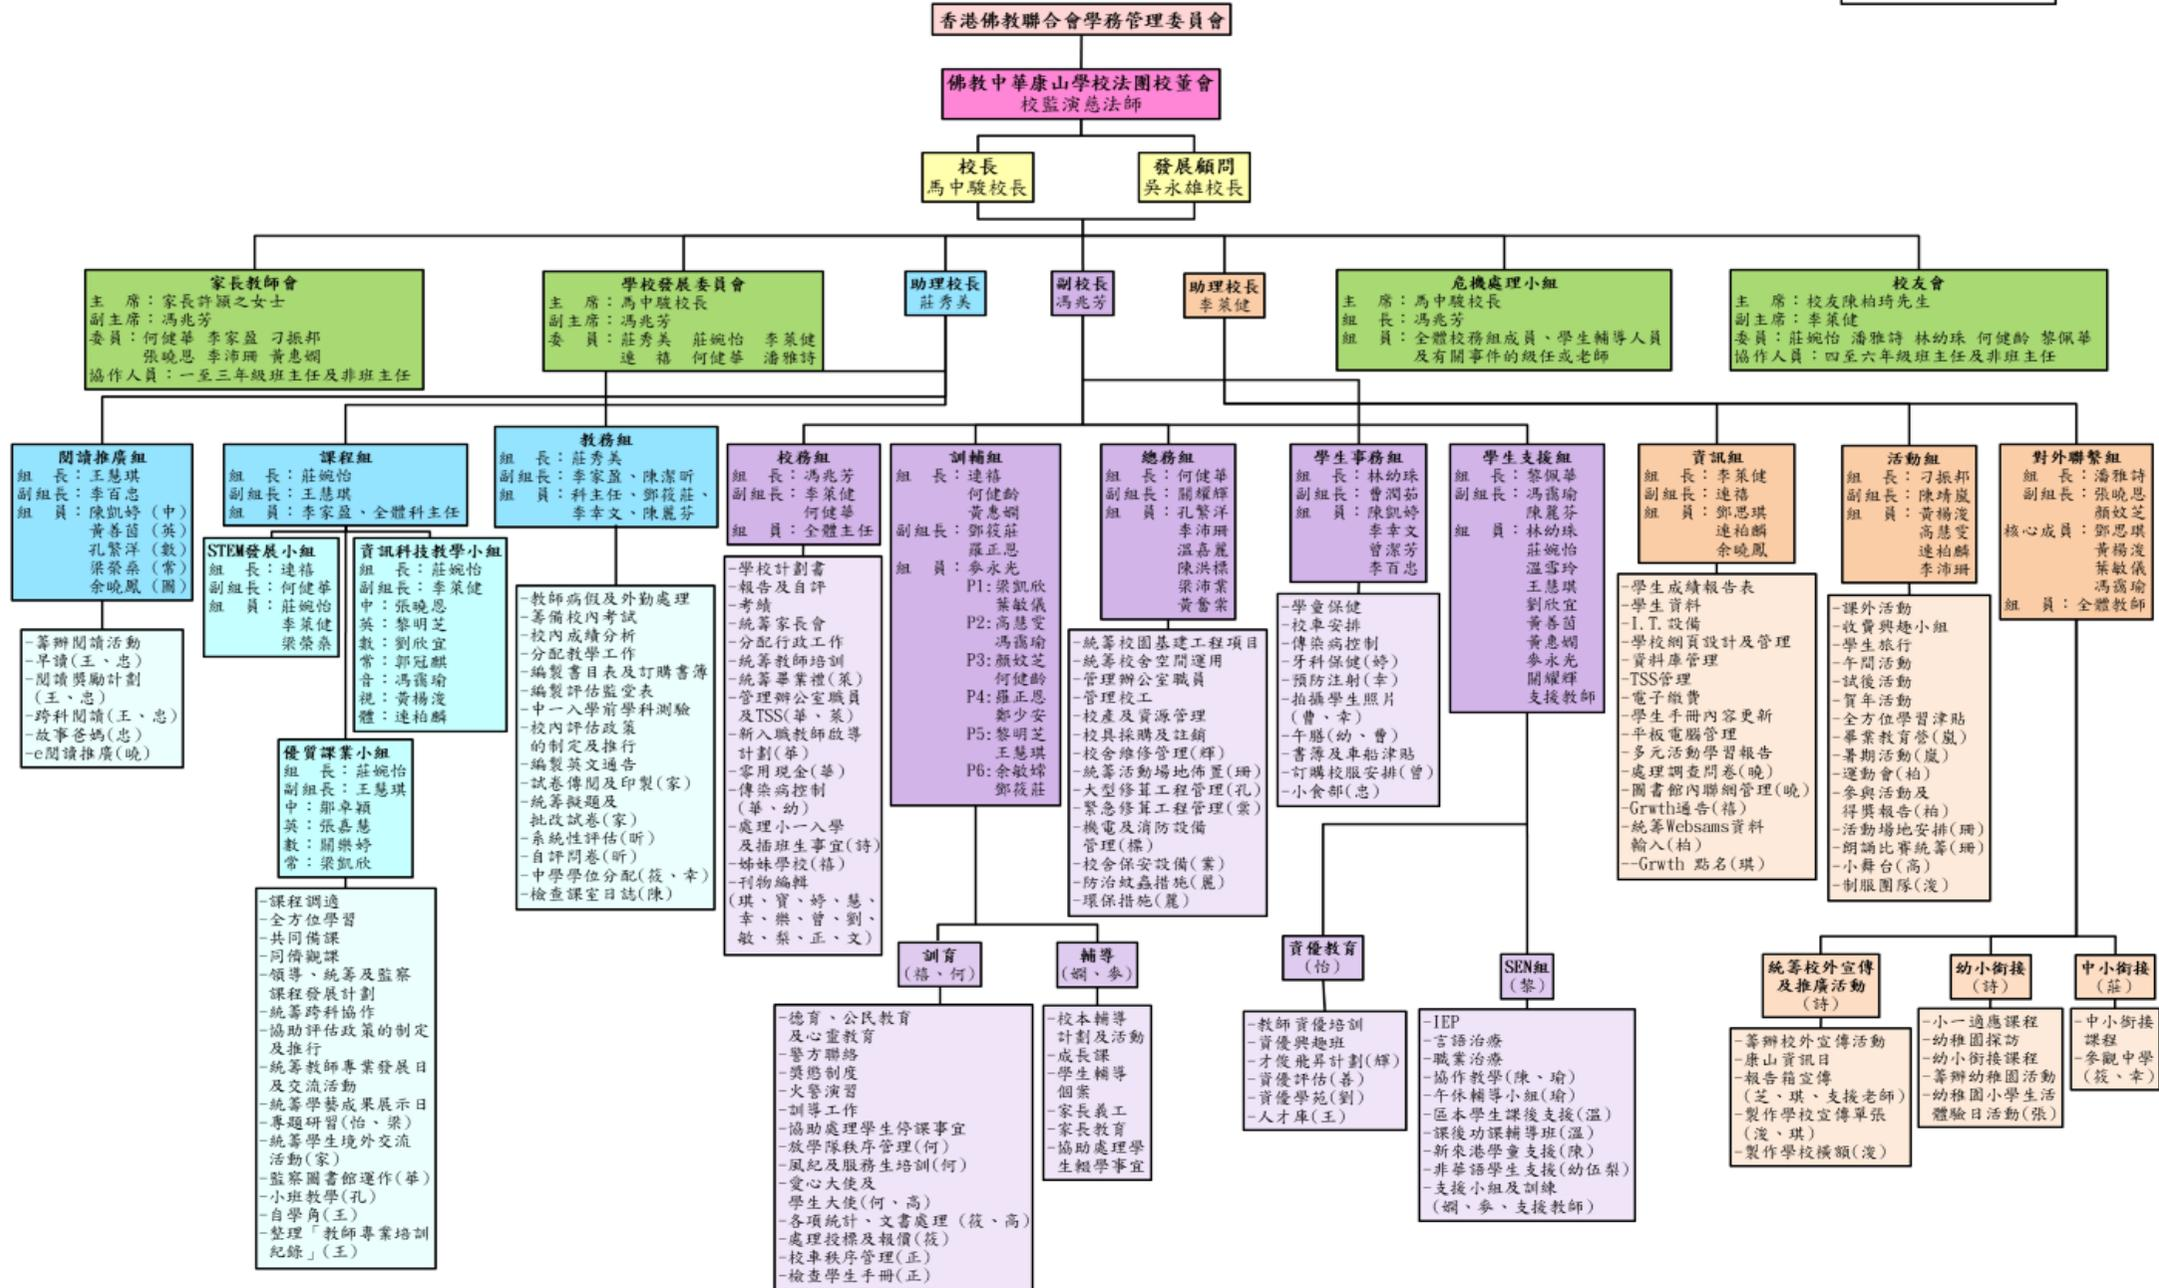 香港佛教聯合會學務管理委員會
佛教中華康山學校法團校董會
校監演慈法師
校長
馬中駿校長
發展顧問
吳永雄校長
家長教師會
主　席：家長許潁之女士
副主席：馮兆芳
委員：何健華 李家盈 刁振邦
張曉恩 李沛珊 黃惠嫻
協作人員：一至三年級班主任及非班主任
學校發展委員會
主　席：馬中駿校長
副主席：馮兆芳
委　員：莊秀美 莊婉怡 李菜健
連禧 何健華 潘雅詩
助理校長
莊秀美
副校長
馮兆芳
助理校長
李菜健
危機處理小組
主　席：馬中駿校長
組　長：馮兆芳
組　員：全體校務組成員、學生輔導人員
及有關事件的級任或老師
校友會
主　席：校友陳柏琦先生
副主席：李菜健
委員：莊婉怡 潘雅詩 林幼珠 何健齡 黎佩華
協作人員：四至六年級班主任及非班主任
閱讀推廣組
組　長：王慧琪
副組長：李百忠
組　員：陳凱婷（中）
黃善茵（英）
孔繁洋（數）
梁榮燊（常）
余曉鳳（圖）
-籌辦閱讀活動
-早讀(王、忠)
-閱讀獎勵計劃
(王、忠)
-跨科閱讀(王、忠)
-故事爸媽(忠)
-e閱讀推廣(曉)
課程組
組　長：莊婉怡
副組長：王慧琪
組　員：李家盈、全體科主任
STEM發展小組
組　長：連禧
副組長：何健華
組　員：莊婉怡
李菜健
梁榮燊
資訊科技教學小組
組　長：莊婉怡
副組長：李菜健
中：張曉恩
英：黎明芝
數：劉欣宜
常：郭冠麒
音：馮靄瑜
視：黃楊浚
體：連柏麟
優質課業小組
組　長：莊婉怡
副組長：王慧琪
中：鄒卓穎
英：張嘉慧
數：關樂婷
常：梁凱欣
-課程調適
-全方位學習
-共同備課
-同儕觀課
-領導、統籌及監察
課程發展計劃
-統籌跨科協作
-協助評估政策的制定
及推行
-統籌教師專業發展日
及交流活動
-統籌學藝成果展示日
-專題研習(怡、梁)
-統籌學生境外交流
活動(家)
-監察圖書館運作(華)
-小班教學(孔)
-自學角(王)
-整理「教師專業培訓
紀錄」(王)
教務組
組　長：莊秀美
副組長：李家盈、陳潔昕
組　員：科主任、鄧筱莊、
李幸文、陳麗芬
-教師病假及外勤處理
-籌備校內考試
-校內成績分析
-分配教學工作
-編製書目表及訂購書簿
-編製評估監堂表
-中一入學前學科測驗
-校內評估政策
的制定及推行
-編製英文通告
-試卷傳閱及印製(家)
-統籌擬題及
批改試卷(家)
-系統性評估(昕)
-自評問卷(昕)
-中學學位分配(筱、幸)
-檢查課室日誌(陳)
校務組
組　長：馮兆芳
副組長：李菜健
何健華
組　員：全體主任
-學校計劃書
-報告及自評
-考績
-統籌家長會
-分配行政工作
-統籌教師培訓
-統籌畢業禮(菜)
-管理辦公室職員
及TSS(華、菜)
-新入職教師啟導
計劃(華)
-零用現金(華)
-傳染病控制
(華、幼)
-處理小一入學
及插班生事宜(詩)
-姊妹學校(禧)
-刊物編輯
(琪、寶、婷、慧、
幸、樂、曾、劉、
敏、梨、正、文)
訓輔組
組　長：連禧
何健齡
黃惠嫻
副組長：鄧筱莊
羅正恩
組　員：麥永光
P1:梁凱欣
葉敏儀
P2:高慧雯
馮靄瑜
P3:顏妏芝
何健齡
P4:羅正恩
鄭少安
P5:黎明芝
王慧琪
P6:余敏嫦
鄧筱莊
訓育
(禧、何)
-德育、公民教育
及心靈教育
-警方聯絡
-獎懲制度
-火警演習
-訓導工作
-協助處理學生停課事宜
-放學隊秩序管理(何)
-風紀及服務生培訓(何)
-愛心大使及
學生大使(何、高)
-各項統計、文書處理（筱、高)
-處理授標及報價(筱)
-校車秩序管理(正)
-檢查學生手冊(正)
輔導
(嫻、麥)
-校本輔導
計劃及活動
-成長課
-學生輔導
個案
-家長義工
-家長教育
-協助處理學
生輟學事宜
總務組
組　長：何健華
副組長：關耀輝
組　員：孔繁洋
李沛珊
溫嘉麗
陳洪標
梁沛業
黃奮棠
-統籌校園基建工程項目
-統籌校舍空間運用
-管理辦公室職員
-管理校工
-校產及資源管理
-校具採購及註銷
-校舍維修管理(輝)
-統籌活動場地佈置(珊)
-大型修葺工程管理(孔)
-緊急修葺工程管理(棠)
-機電及消防設備
管理(標)
-校舍保安設備(業)
-防治蚊蟲措施(麗)
-環保措施(麗)
學生事務組
組　長：林幼珠
副組長：曹潤茹
組　員：陳凱婷
李幸文
曾潔芳
李百忠
-學童保健
-校車安排
-傳染病控制
-牙科保健(婷)
-預防注射(幸)
-拍攝學生照片
(曹、幸)
-午膳(幼、曹)
-書簿及車船津貼
-訂購校服安排(曾)
-小食部(忠)
學生支援組
組　長：黎佩華
副組長：馮靄瑜
陳麗芬
組　員：林幼珠
莊婉怡
溫雪玲
王慧琪
劉欣宜
黃善茵
黃惠嫻
麥永光
關耀輝
支援教師
資優教育
(怡)
-教師資優培訓
-資優興趣班
-才俊飛昇計劃(輝)
-資優評估(善)
-資優學苑(劉)
-人才庫(王)
SEN組
(黎)
-IEP
-言語治療
-職業治療
-協作教學(陳、瑜)
-午休輔導小組(瑜)
-區本學生課後支援(溫)
-課後功課輔導班(溫)
-新來港學童支援(陳)
-非華語學生支援(幼伍梨)
-支援小組及訓練
(嫻、麥、支援教師)
資訊組
組　長：李菜健
副組長：連禧
組　員：鄧思琪
連柏麟
余曉鳳
-學生成績報告表
-學生資料
-I.T.設備
-學校網頁設計及管理
-資料庫管理
-TSS管理
-電子繳費
-學生手冊內容更新
-平板電腦管理
-多元活動學習報告
-處理調查問卷(曉)
-圖書館內聯網管理(曉)
-Grwth通告(禧)
-統籌Websams資料
輸入(柏)
--Grwth 點名(琪)
活動組
組　長：刁振邦
副組長：陳靖嵐
組　員：黃楊浚
高慧雯
連柏麟
李沛珊
-課外活動
-收費興趣小組
-學生旅行
-午間活動
-試後活動
-賀年活動
-全方位學習津貼
-畢業教育營(嵐)
-暑期活動(嵐)
-運動會(柏)
-參與活動及
得獎報告(柏)
-活動場地安排(珊)
-朗誦比賽統籌(珊)
-小舞台(高)
-制服團隊(浚)
對外聯繫組
組　長：潘雅詩
副組長：張曉恩
顏妏芝
核心成員：鄧思琪
黃楊浚
葉敏儀
馮靄瑜
組　員：全體教師
統籌校外宣傳
及推廣活動
(詩)
-籌辦校外宣傳活動
-康山資訊日
-報告箱宣傳
(芝、琪、支援老師)
-製作學校宣傳單張
(浚、琪)
-製作學校橫額(浚)
幼小銜接
(詩)
-小一適應課程
-幼稚園探訪
-幼小銜接課程
-籌辦幼稚園活動
-幼稚園小學生活
體驗日活動(張)
中小銜接
(莊)
-中小銜接
課程
-參觀中學
(筱、幸)